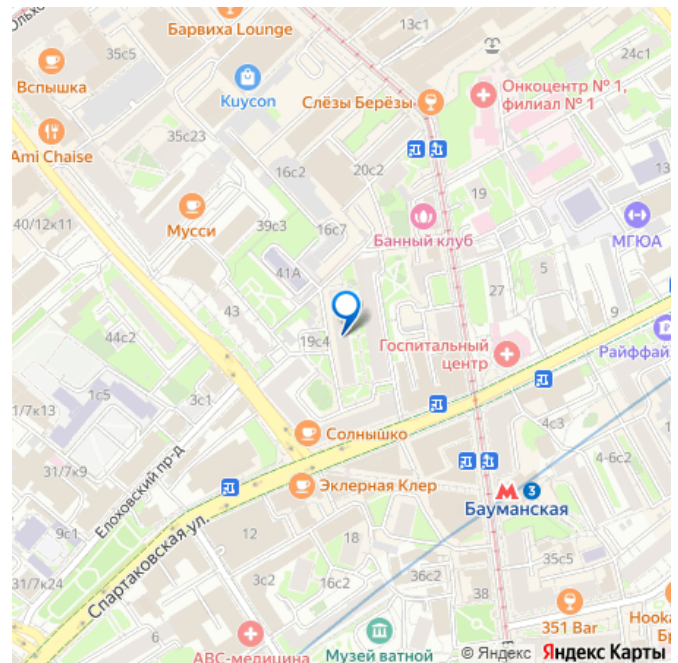 Ольхо
Барвиха Lounge
13с1
35с5
24с1
Вспышка
Kuycon
Слёзы Берёзы
Онкоцентр № 1,
филиал № 1
Ami Chaise
35с23
16с2
20с2
19
40/12к11
Мусси
39с3
16с7
Банный клуб
МГЮА
41А
5
43
27
44с2
19с4
Госпитальный
центр
9
Райффай
1с5
3с1
1/7к13
Солнышко
4с3
31/7к9
Елоховский пр-д
4-6с2
Эклерная Клер
М 3
Бауманская
9с1
Спартаковская ул.
12
18
35с5
31/7к24
3с2
16с2
36с2
38
351 Bar
Hooka
Бр
6
АВС-медицина
Музей ватной
© Яндекс Яндекс Карты